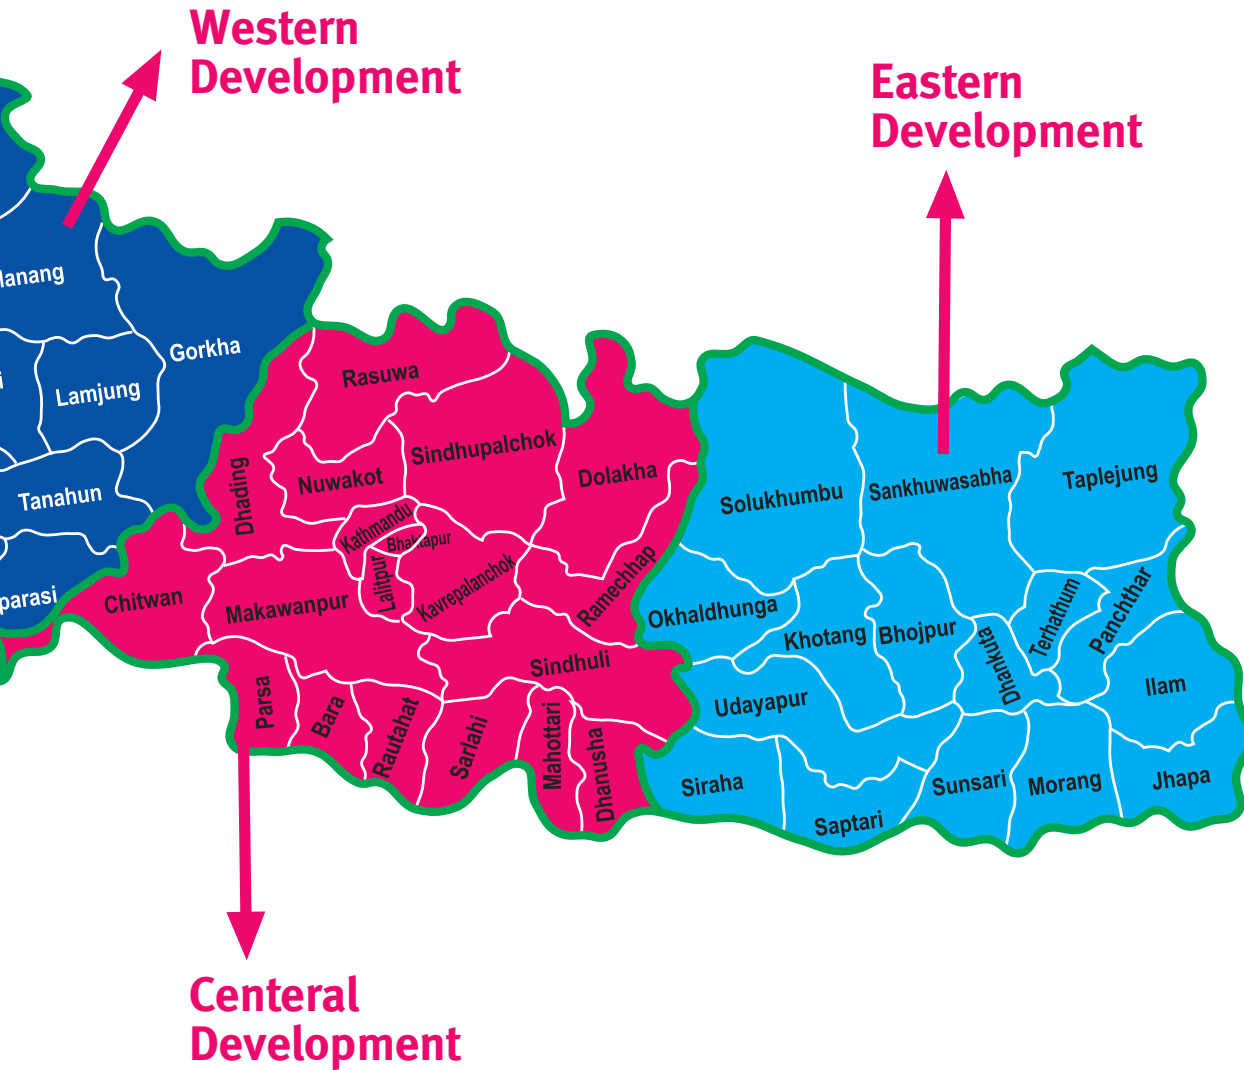 Western
Development
Eastern
Development
anang
Gorkha
Lamjung
Tanahun
parasi
Rasuwa
Sindhupalchok
Nuwakot
Dhading
Dolakha
Kathmandu
Bhaktapur
Lalitpur
Kavrepalanchok
Ramechhap
Chitwan
Makawanpur
Sindhuli
Parsa
Bara
Rautahat
Sarlahi
Mahottari
Dhanusha
Solukhumbu
Sankhuwasabha
Taplejung
Okhaldhunga
Khotang
Bhojpur
Dhankuta
Terhathum
Panchthar
Ilam
Udayapur
Siraha
Saptari
Sunsari
Morang
Jhapa
Centeral
Development